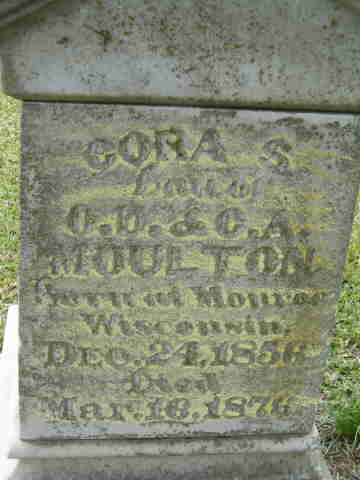 CORA S.
Dau. of
C.D. & C.A.
MOULTON
Born at Monroe
Wisconsin,
DEC. 24, 1856
Died
Mar. 16, 1876.